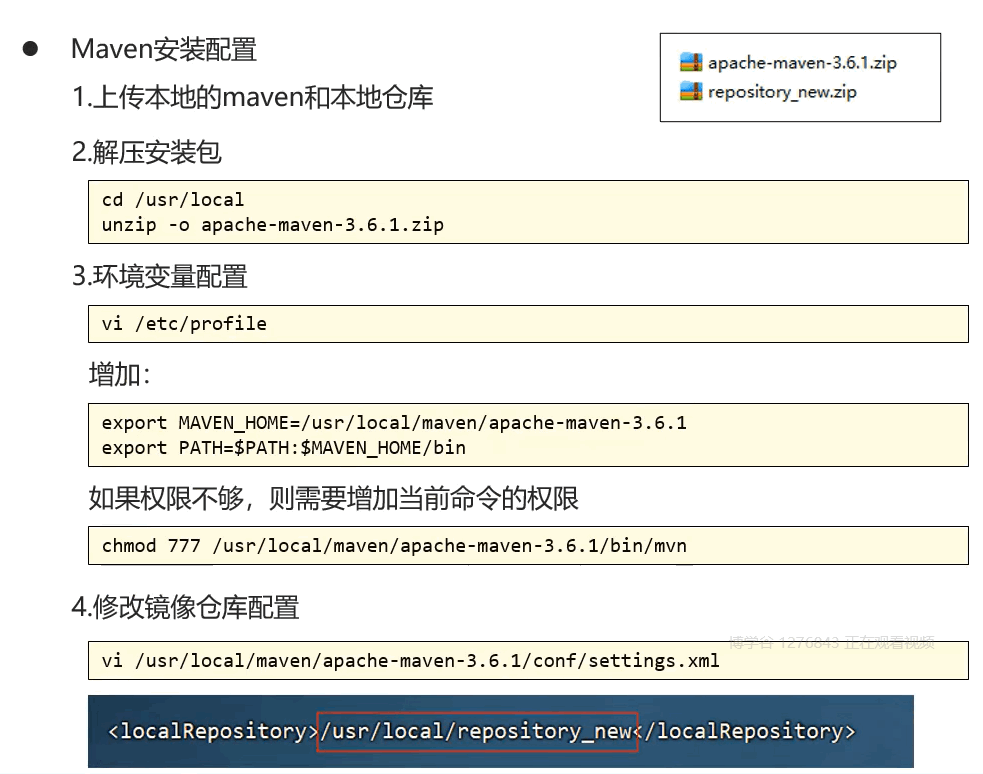 ● Maven安装配置
apache-maven-3.6.1.zip
repository_new.zip
1.上传本地的maven和本地仓库
2.解压安装包
cd /usr/local
unzip -o apache-maven-3.6.1.zip
3.环境变量配置
vi /etc/profile
增加：
export MAVEN_HOME=/usr/local/maven/apache-maven-3.6.1
export PATH=$PATH:$MAVEN_HOME/bin
如果权限不够，则需要增加当前命令的权限
chmod 777 /usr/local/maven/apache-maven-3.6.1/bin/mvn
4.修改镜像仓库配置
博学谷 1276843 正在观看视频
vi /usr/local/maven/apache-maven-3.6.1/conf/settings.xml
<localRepository>/usr/local/repository_new</localRepository>